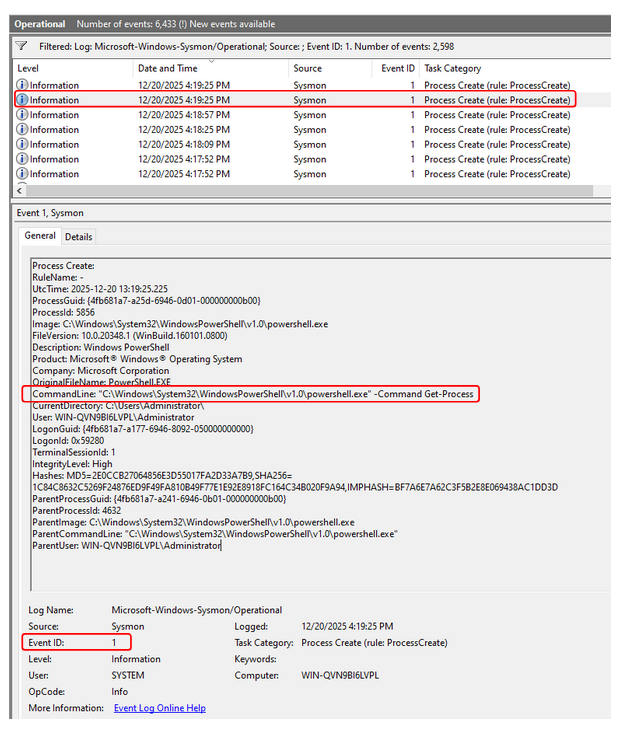 Operational Number of events: 6,433 (!) New events available
Filtered: Log: Microsoft-Windows-Sysmon/Operational; Source: ; Event ID: 1. Number of events: 2,598
Level Date and Time Source Event ID Task Category
Information 12/20/2025 4:19:25 PM Sysmon 1 Process Create (rule: ProcessCreate)
Information 12/20/2025 4:19:25 PM Sysmon 1 Process Create (rule: ProcessCreate)
Information 12/20/2025 4:18:57 PM Sysmon 1 Process Create (rule: ProcessCreate)
Information 12/20/2025 4:18:25 PM Sysmon 1 Process Create (rule: ProcessCreate)
Information 12/20/2025 4:18:09 PM Sysmon 1 Process Create (rule: ProcessCreate)
Information 12/20/2025 4:17:52 PM Sysmon 1 Process Create (rule: ProcessCreate)
Information 12/20/2025 4:17:52 PM Sysmon 1 Process Create (rule: ProcessCreate)
Event 1, Sysmon
General Details
Process Create:
RuleName: -
UtcTime: 2025-12-20 13:19:25.225
ProcessGuid: {4fb681a7-a25d-6946-0d01-000000000b00}
ProcessId: 5856
Image: C:\Windows\System32\WindowsPowerShell\v1.0\powershell.exe
FileVersion: 10.0.20348.1 (WinBuild.160101.0800)
Description: Windows PowerShell
Product: Microsoft® Windows® Operating System
Company: Microsoft Corporation
OriginalFileName: PowerShell.EXE
CommandLine: "C:\Windows\System32\WindowsPowerShell\v1.0\powershell.exe" -Command Get-Process
CurrentDirectory: C:\Users\Administrator\
User: WIN-QVN9BI6LVPL\Administrator
LogonGuid: {4fb681a7-a177-6946-8092-050000000000}
LogonId: 0x59280
TerminalSessionId: 1
IntegrityLevel: High
Hashes: MD5=2E0CCB27064856E3D55017FA2D33A7B9,SHA256=
1C84C8632C5269F24876ED9F49FA810B49F77E1E92E8918FC164C34B020F9A94,IMPHASH=BF7A6E7A62C3F5B2E8E069438AC1DD3D
ParentProcessGuid: {4fb681a7-a241-6946-0b01-000000000b00}
ParentProcessId: 4632
ParentImage: C:\Windows\System32\WindowsPowerShell\v1.0\powershell.exe
ParentCommandLine: "C:\Windows\System32\WindowsPowerShell\v1.0\powershell.exe"
ParentUser: WIN-QVN9BI6LVPL\Administrator
Log Name: Microsoft-Windows-Sysmon/Operational
Source: Sysmon Logged: 12/20/2025 4:19:25 PM
Event ID: 1 Task Category: Process Create (rule: ProcessCreate)
Level: Information Keywords:
User: SYSTEM Computer: WIN-QVN9BI6LVPL
OpCode: Info
More Information: Event Log Online Help